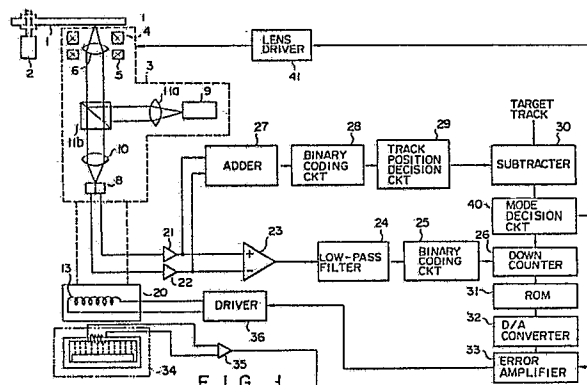 1
1
4
2
6
5
3
11a
9
11b
10
8
LENS DRIVER
41
TARGET TRACK
27
ADDER
28
BINARY CODING CKT
29
TRACK POSITION DECISION CKT
30
SUBTRACTER
40
MODE DECISION CKT
21
22
23
+
−
24
LOW-PASS FILTER
25
BINARY CODING CKT
26
DOWN COUNTER
31
ROM
32
D/A CONVERTER
33
ERROR AMPLIFIER
13
20
DRIVER
36
34
35
FIG. 1